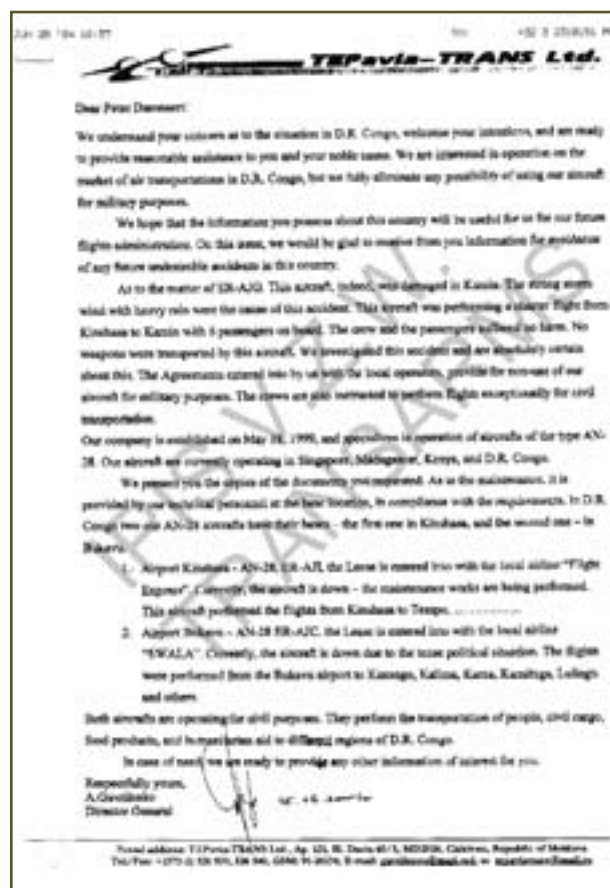 TEPavia-TRANS Ltd.
Dear Peter
We understand your concern as to the situation in D.R. Congo, welcome your intentions, and are ready
to provide reasonable assistance to you and your noble cause. We are interested in operation on the
market of air transportations in D.R. Congo, but we fully eliminate any possibility of using our aircraft
for military purposes.
We hope that the information you possess about this country will be useful for us for our future
flights administration. On this issue, we would be glad to receive from you information for avoidance
of any future undesirable accidents in this country.
As to the matter of ER-AJG. This aircraft, indeed, was damaged in Kamina. The strong storm
wind with heavy rain were the cause of this accident. This aircraft was performing a charter flight from
Kinshasa to Kamina with 6 passengers on board. The crew and the passengers suffered no harm. No
weapons were transported by this aircraft. We investigated this accident and are absolutely certain
about this. The Agreements entered into by us with the local operators, provide for non-use of our
aircraft for military purposes. The crews are also instructed to perform flights exceptionally for civil
transportation.
Our company is established on May 18, 1999, and specializes in operation of aircrafts of the type AN-
28. Our aircraft are currently operating in Singapore, Madagascar, Kenya, and D.R. Congo.
We present you the copies of the documents you requested. As to the maintenance, it is
provided by our technical personnel at the base location, in compliance with the requirements. In D.R.
Congo two our AN-28 aircrafts have their bases – the first one in Kinshasa, and the second one – in
Bukavu:
1. Airport Kinshasa - AN-28, the Lease is entered into with the local airline "Flight
Express". Currently, the aircraft is down – the maintenance works are being performed.
This aircraft performed the flights from Kinshasa to
2. Airport Bukavu – AN-28 ER-AJC, the Lease is entered into with the local airline
"SWALA". Currently, the aircraft is down due to the tense political situation. The flights
were performed from the Bukavu airport to Kasongo, Kalima, Kama, Lulingu
and others.
Both aircrafts are operating for civil purposes. They perform the transportation of people, civil cargo,
food products, and humanitarian aid to different regions of D.R. Congo.
In case of need, we are ready to provide any other information of interest for you.
Respectfully yours,
Director General
IPIS V.Z.W.
TRANSARMS
Postal address: TEPavia-TRANS Ltd., Republic of Moldova